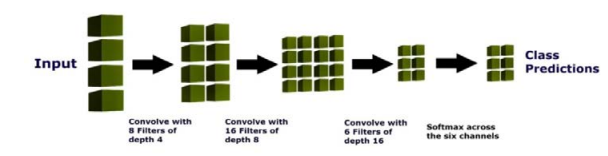 Input
Class
Predictions
Convolve with
8 Filters of
depth 4
Convolve with
16 Filters of
depth 8
Convolve with
6 Filters of
depth 16
Softmax across
the six channels